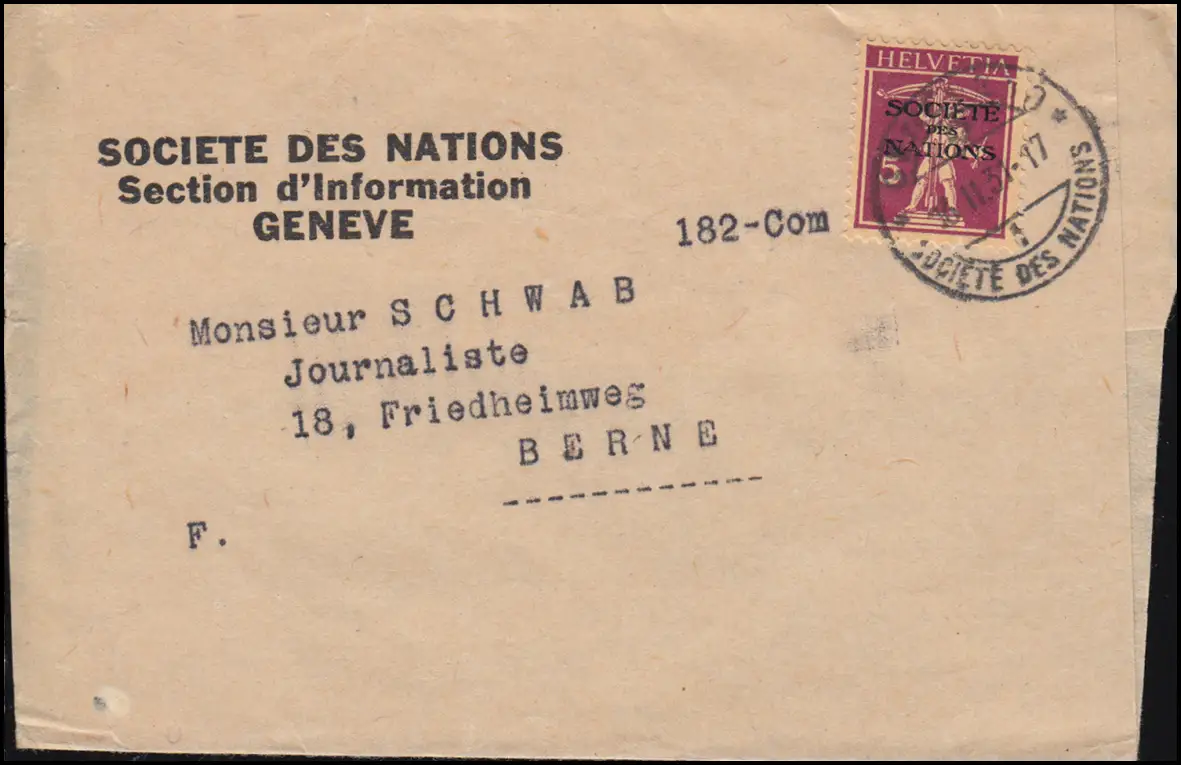 SOCIETE DES NATIONS
Section d'Information
GENEVE
182-Com
HELVETIA
SOCIÉTÉ
DES
NATIONS
5
SOCIÉTÉ DES NATIONS
Monsieur S C H W A B
Journaliste
18, Friedheimweg
B E R N E
F.